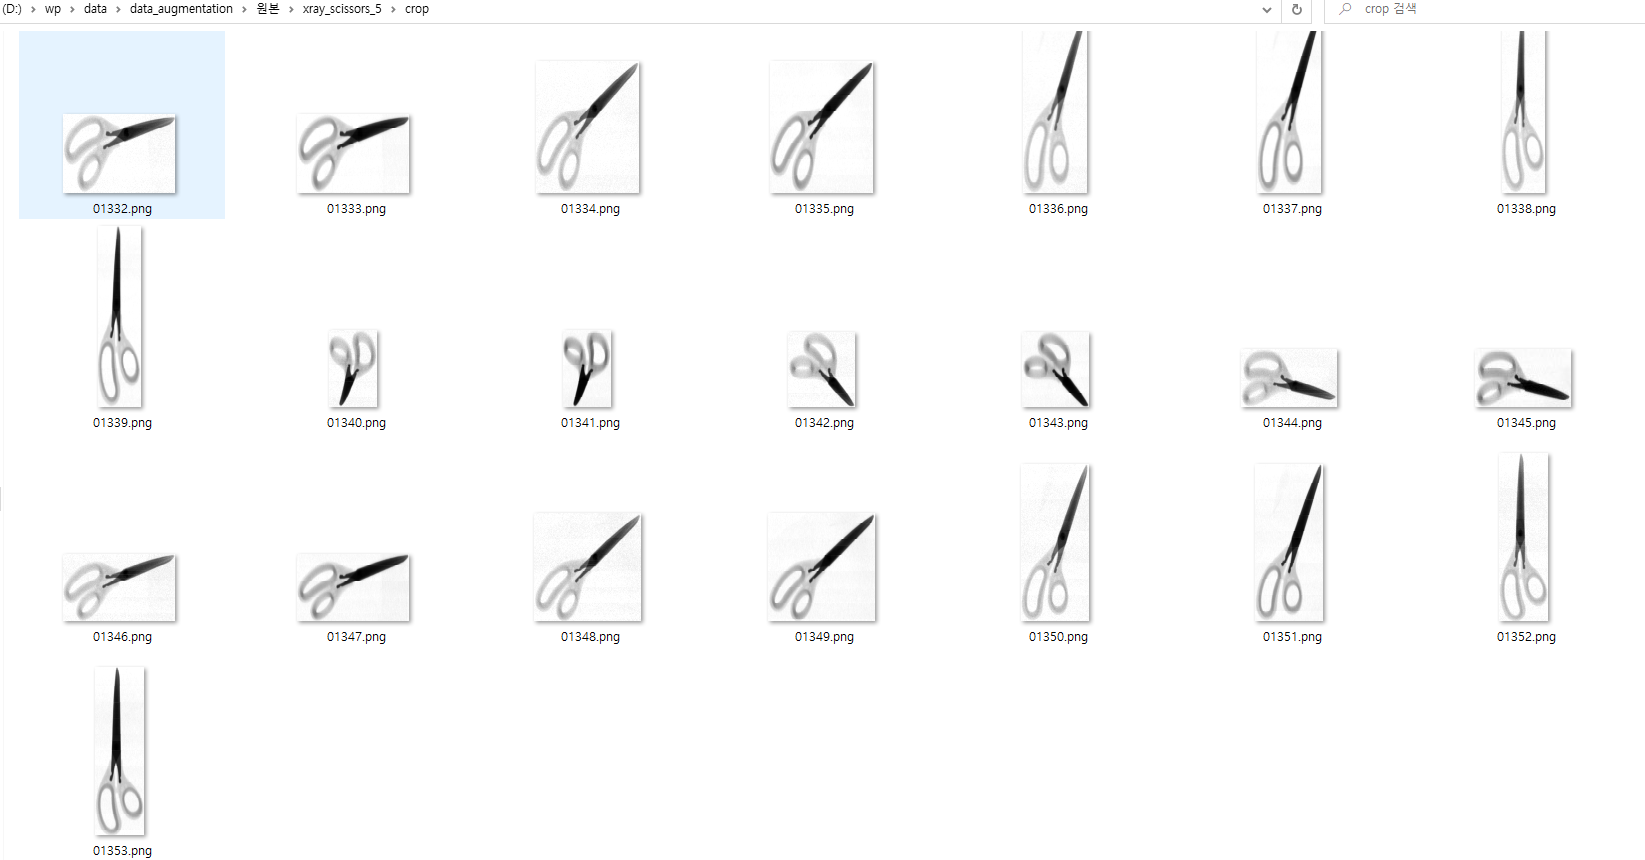 (D:) > wp > data > data_augmentation > 원본 > xray_scissors_5 > crop
crop 검색
01332.png 01333.png 01334.png 01335.png 01336.png 01337.png 01338.png
01339.png 01340.png 01341.png 01342.png 01343.png 01344.png 01345.png
01346.png 01347.png 01348.png 01349.png 01350.png 01351.png 01352.png
01353.png